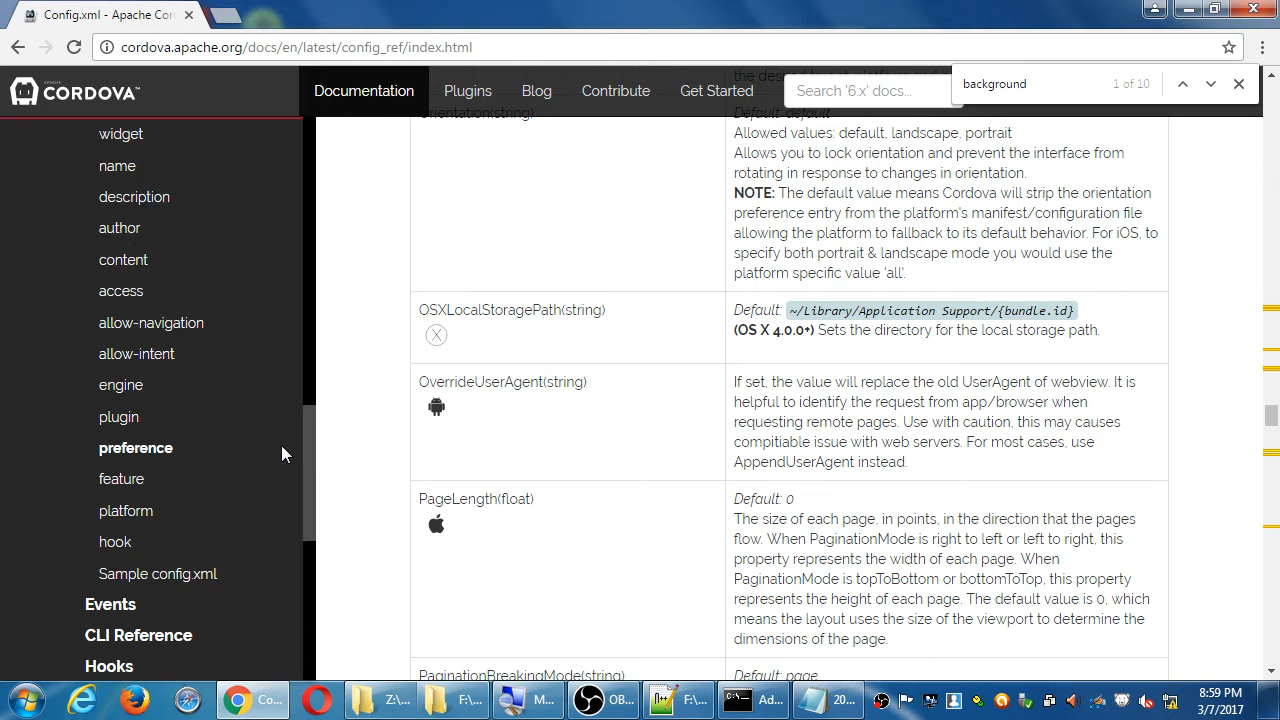 Config.xml - Apache Cor
cordova.apache.org/docs/en/latest/config_ref/index.html
APACHE
CORDOVA™
Documentation
Plugins
Blog
Contribute
Get Started
Search '6.x' docs...
background
1 of 10
widget
name
description
author
content
access
allow-navigation
allow-intent
engine
plugin
preference
feature
platform
hook
Sample config.xml
Events
CLI Reference
Hooks
Orientation(string)
Default: default
Allowed values: default, landscape, portrait
Allows you to lock orientation and prevent the interface from
rotating in response to changes in orientation.
NOTE: The default value means Cordova will strip the orientation
preference entry from the platform's manifest/configuration file
allowing the platform to fallback to its default behavior. For iOS, to
specify both portrait & landscape mode you would use the
platform specific value 'all'.
OSXLocalStoragePath(string)
X
Default: ~/Library/Application Support/{bundle.id}
(OS X 4.0.0+) Sets the directory for the local storage path.
OverrideUserAgent(string)
If set, the value will replace the old UserAgent of webview. It is
helpful to identify the request from app/browser when
requesting remote pages. Use with caution, this may causes
compitiable issue with web servers. For most cases, use
AppendUserAgent instead.
PageLength(float)
Default: 0
The size of each page, in points, in the direction that the pages
flow. When PaginationMode is right to left or left to right, this
property represents the width of each page. When
PaginationMode is topToBottom or bottomToTop, this property
represents the height of each page. The default value is 0, which
means the layout uses the size of the viewport to determine the
dimensions of the page.
PaginationBreakingMode(string)
Default: page
Co...
Z:\...
F:\...
M...
OB...
F:\...
Ad...
20...
8:59 PM
3/7/2017